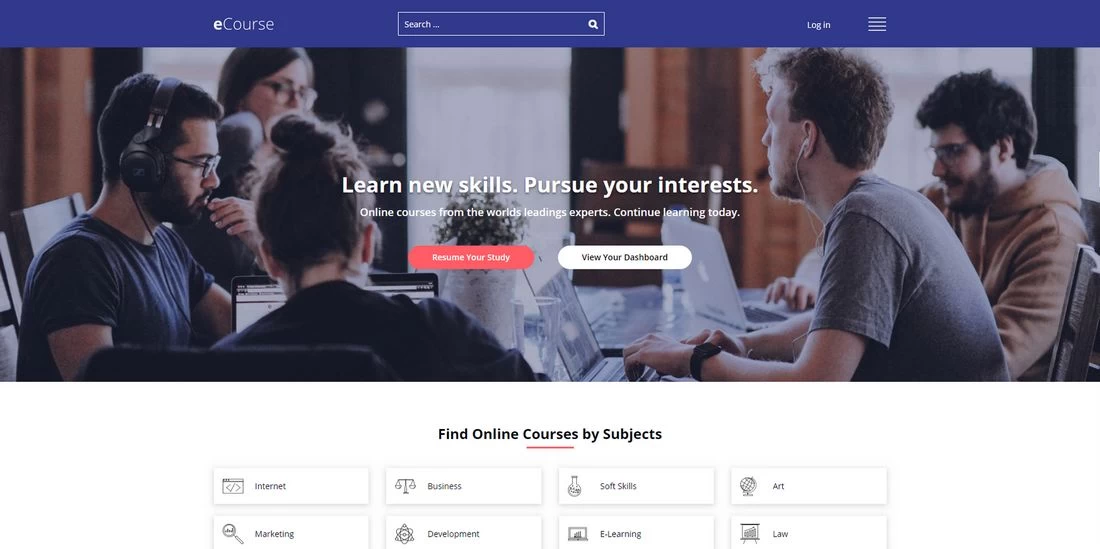 eCourse
Search ...
Log in
Learn new skills. Pursue your interests.
Online courses from the worlds leadings experts. Continue learning today.
Resume Your Study
View Your Dashboard
Find Online Courses by Subjects
Internet
Business
Soft Skills
Art
Marketing
Development
E-Learning
Law